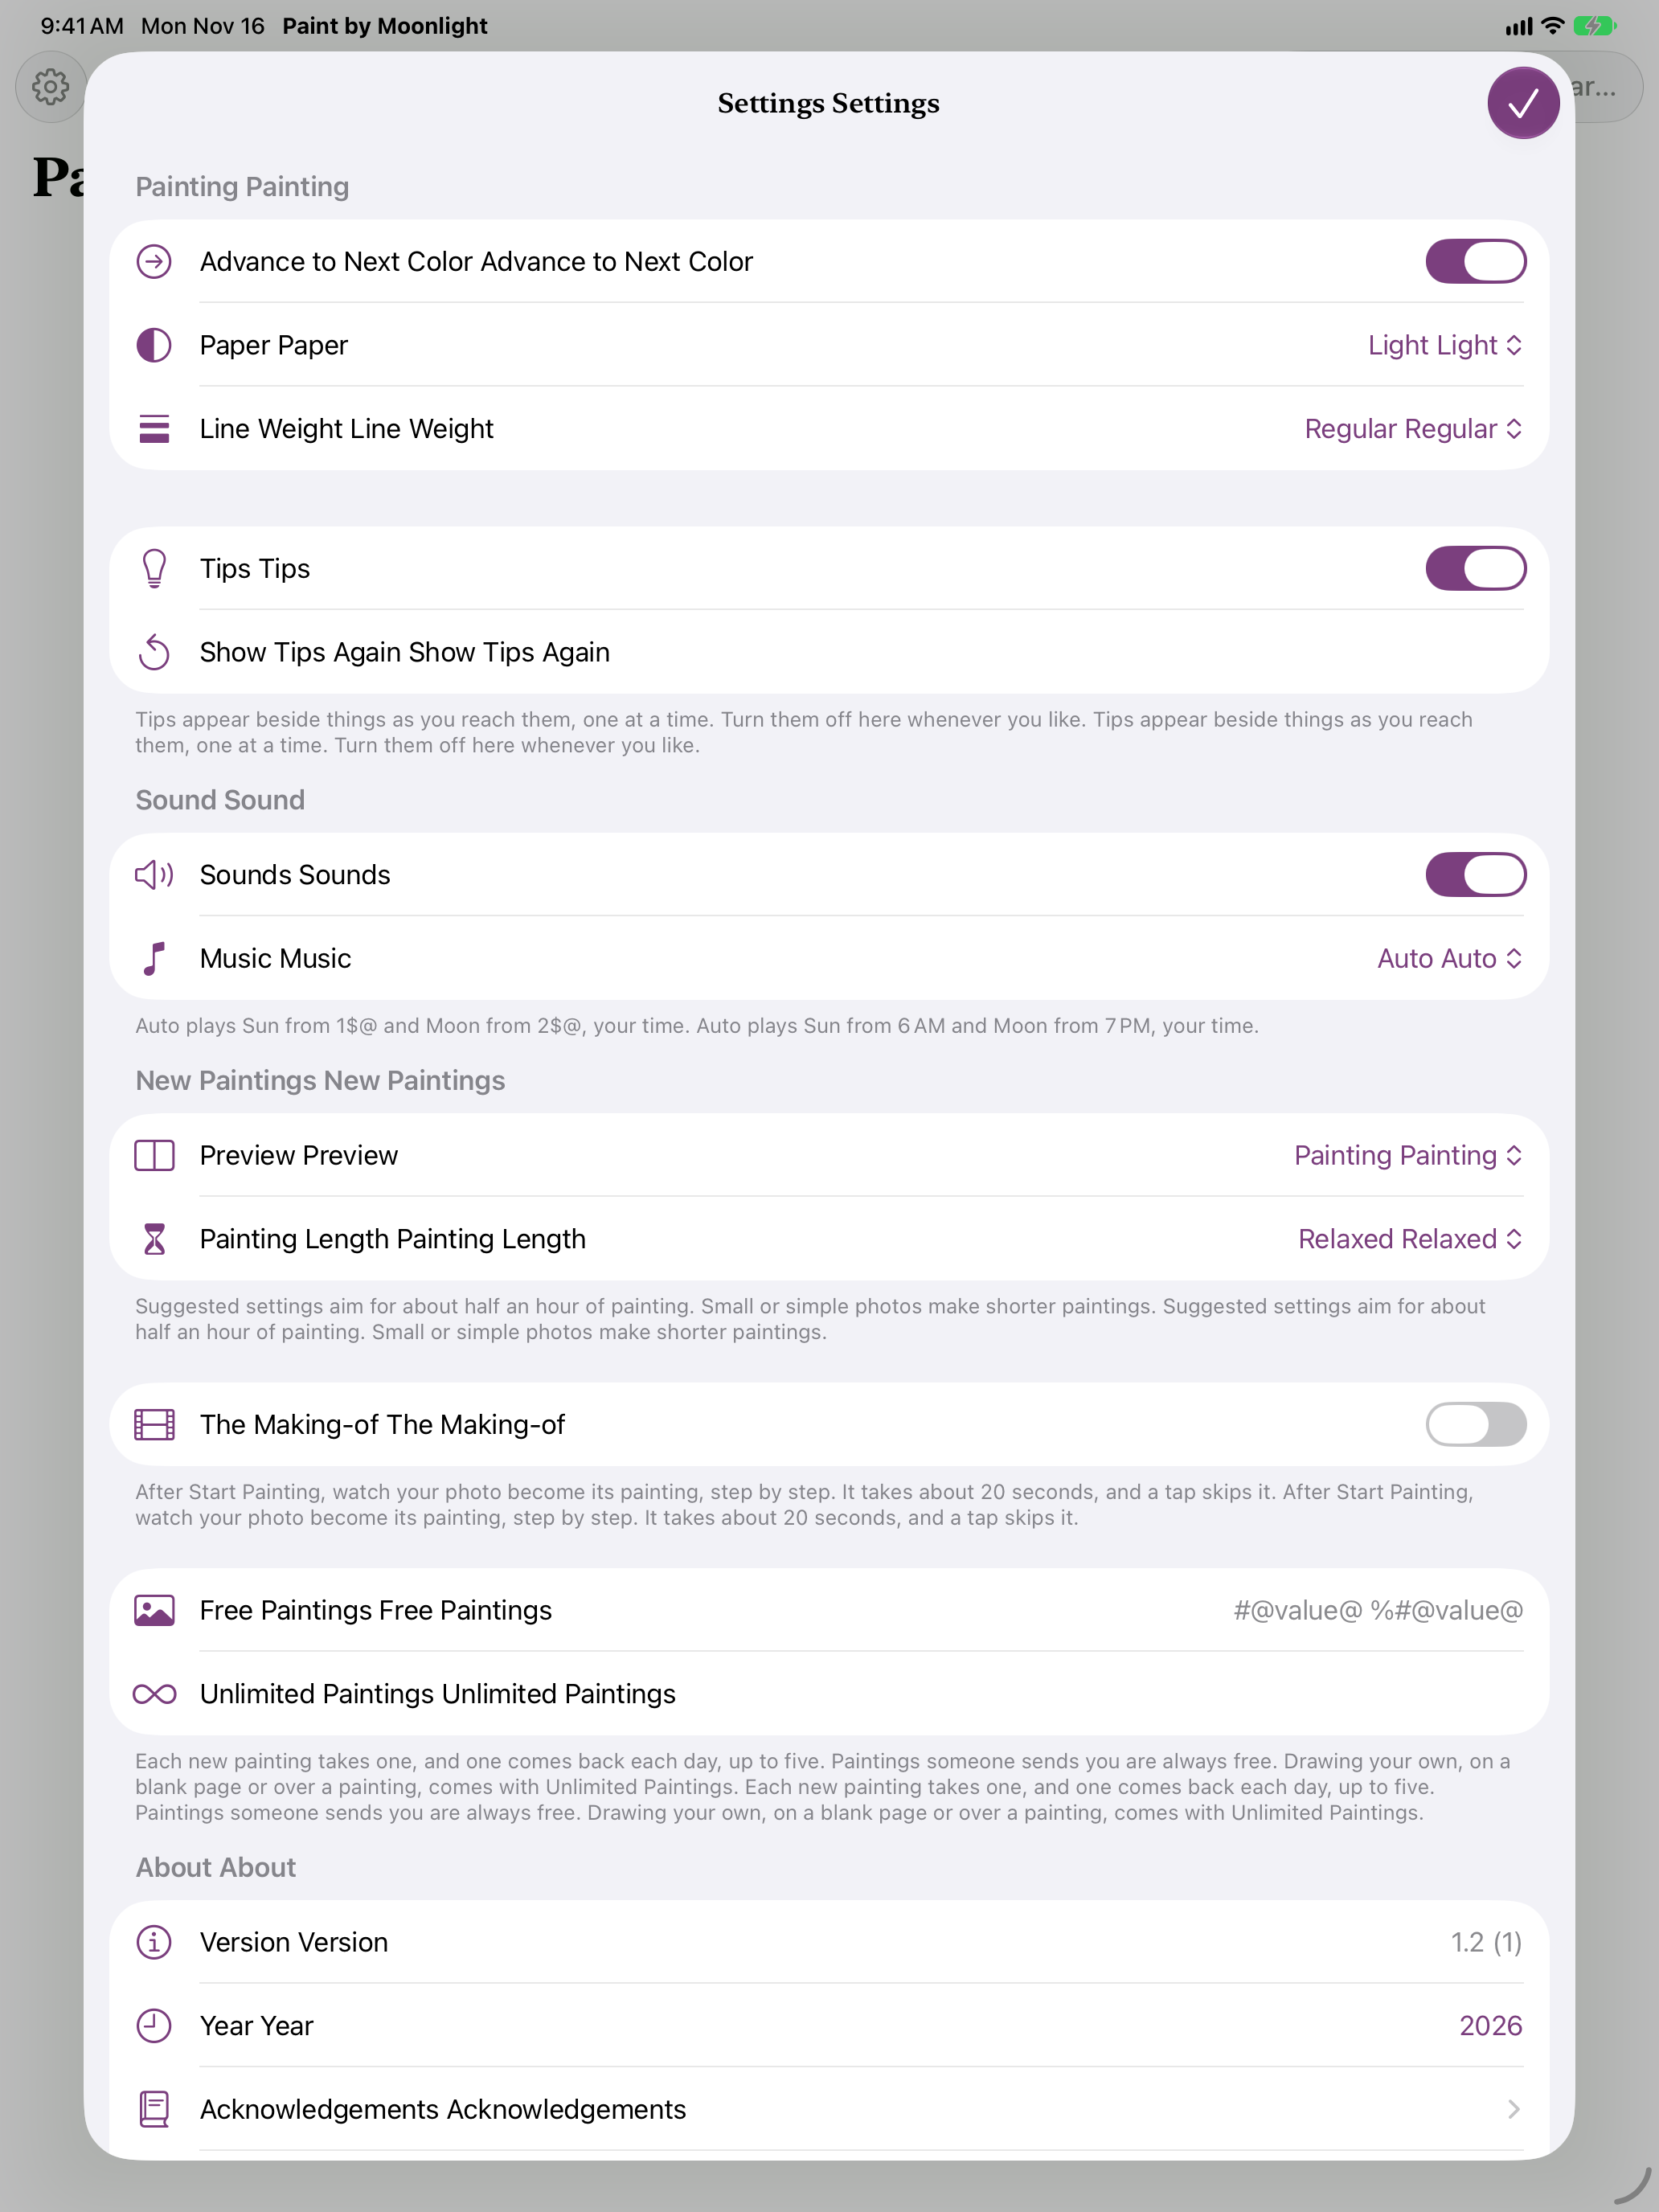 9:41 AM Mon Nov 16 Paint by Moonlight
ar...
Settings Settings
Pa
Painting Painting
Advance to Next Color Advance to Next Color
Paper Paper
Light Light
Line Weight Line Weight
Regular Regular
Tips Tips
Show Tips Again Show Tips Again
Tips appear beside things as you reach them, one at a time. Turn them off here whenever you like. Tips appear beside things as you reach
them, one at a time. Turn them off here whenever you like.
Sound Sound
Sounds Sounds
Music Music
Auto Auto
Auto plays Sun from 1$@ and Moon from 2$@, your time. Auto plays Sun from 6 AM and Moon from 7 PM, your time.
New Paintings New Paintings
Preview Preview
Painting Painting
Painting Length Painting Length
Relaxed Relaxed
Suggested settings aim for about half an hour of painting. Small or simple photos make shorter paintings. Suggested settings aim for about
half an hour of painting. Small or simple photos make shorter paintings.
The Making-of The Making-of
After Start Painting, watch your photo become its painting, step by step. It takes about 20 seconds, and a tap skips it. After Start Painting,
watch your photo become its painting, step by step. It takes about 20 seconds, and a tap skips it.
Free Paintings Free Paintings
#@value@ %#@value@
Unlimited Paintings Unlimited Paintings
Each new painting takes one, and one comes back each day, up to five. Paintings someone sends you are always free. Drawing your own, on a
blank page or over a painting, comes with Unlimited Paintings. Each new painting takes one, and one comes back each day, up to five.
Paintings someone sends you are always free. Drawing your own, on a blank page or over a painting, comes with Unlimited Paintings.
About About
Version Version
1.2 (1)
Year Year
2026
Acknowledgements Acknowledgements